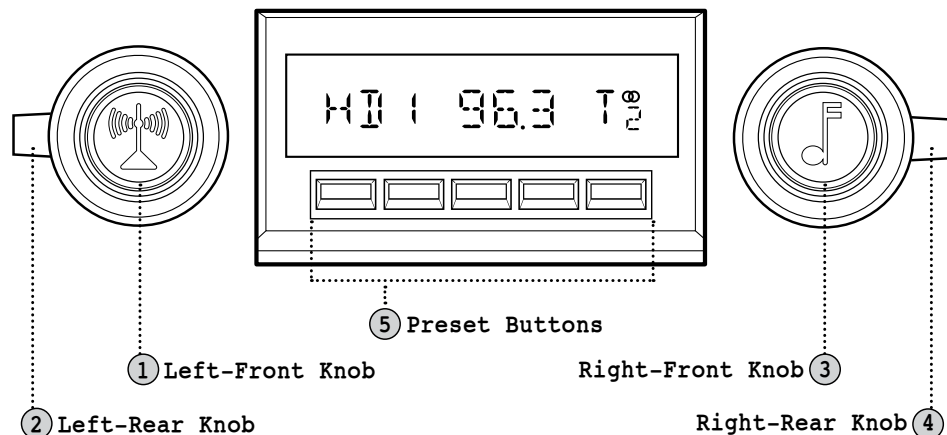 HD1 96.3 T 2
5 Preset Buttons
1 Left-Front Knob
Right-Front Knob 3
2 Left-Rear Knob
Right-Rear Knob 4